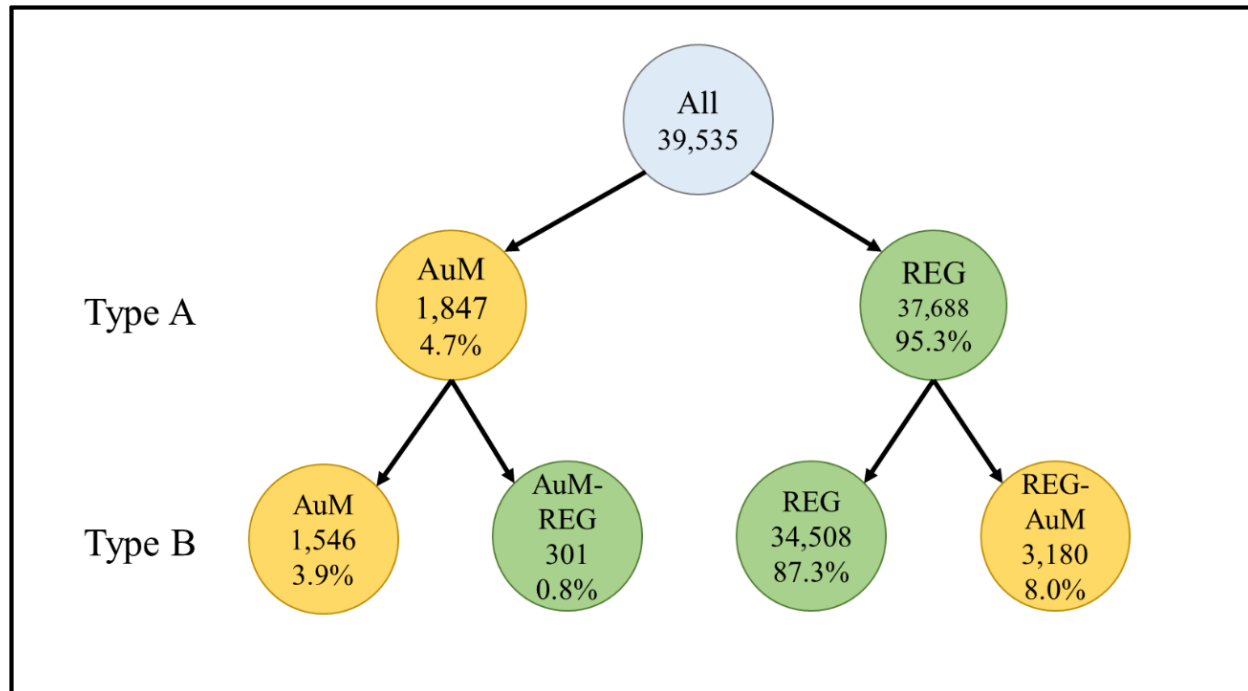 All
39,535
Type A
AuM
1,847
4.7%
REG
37,688
95.3%
Type B
AuM
1,546
3.9%
AuM-
REG
301
0.8%
REG
34,508
87.3%
REG-
AuM
3,180
8.0%